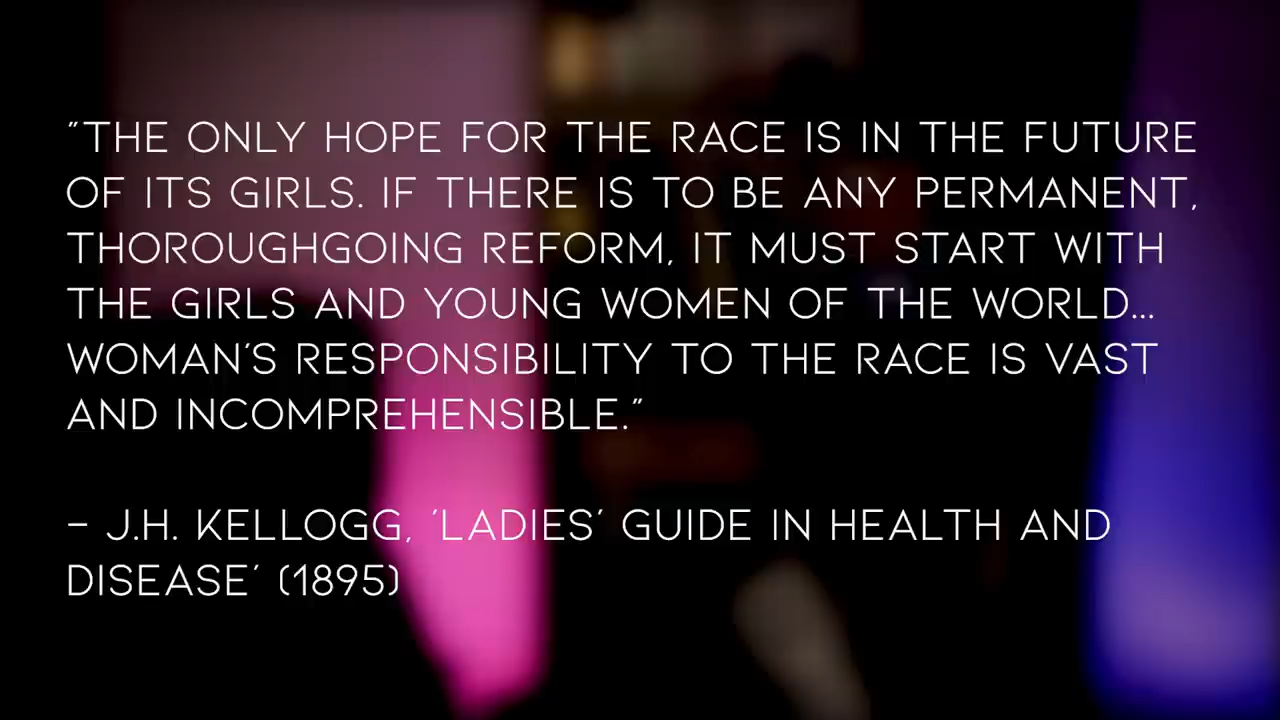 "THE ONLY HOPE FOR THE RACE IS IN THE FUTURE
OF ITS GIRLS. IF THERE IS TO BE ANY PERMANENT,
THOROUGHGOING REFORM, IT MUST START WITH
THE GIRLS AND YOUNG WOMEN OF THE WORLD...
WOMAN'S RESPONSIBILITY TO THE RACE IS VAST
AND INCOMPREHENSIBLE."
- J.H. KELLOGG, 'LADIES' GUIDE IN HEALTH AND
DISEASE' (1895)